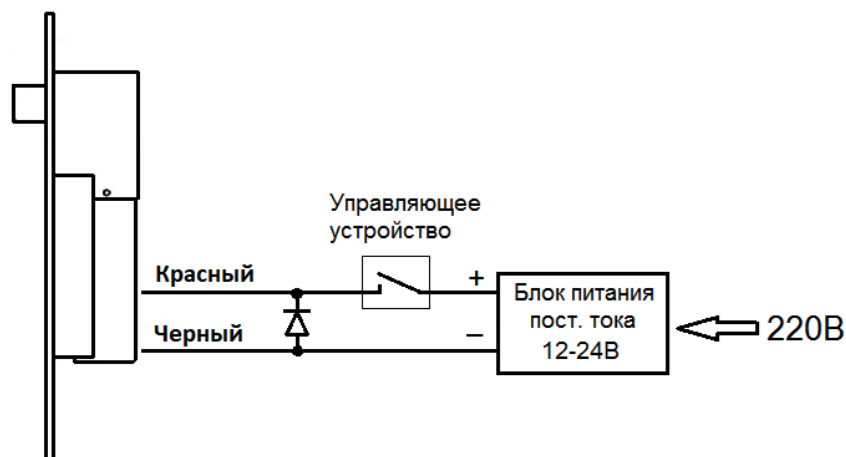 Управляющее
устройство
Красный
+
Блок питания
пост. тока
12-24В
220В
Черный
–